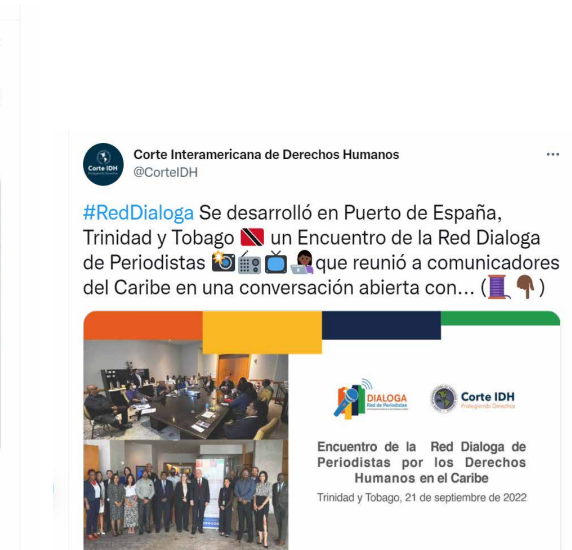 Corte Interamericana de Derechos Humanos
@CorteIDH
#RedDialoga Se desarrolló en Puerto de España,
Trinidad y Tobago 🇹🇹 un Encuentro de la Red Dialoga
de Periodistas 📸 📻 📺 👩🏿‍💻 que reunió a comunicadores
del Caribe en una conversación abierta con... (🧵 👇🏾)
DIALOGA
Red de Periodistas
Corte IDH
Protegiendo Derechos
Encuentro de la Red Dialoga de
Periodistas por los Derechos
Humanos en el Caribe
Trinidad y Tobago, 21 de septiembre de 2022
Corte IDH